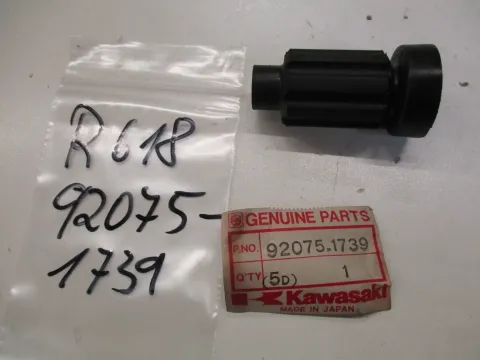 R618
92075-
1739
GENUINE PARTS
P.NO. 92075-1739
Q'TY (5D) 1
Kawasaki
MADE IN JAPAN